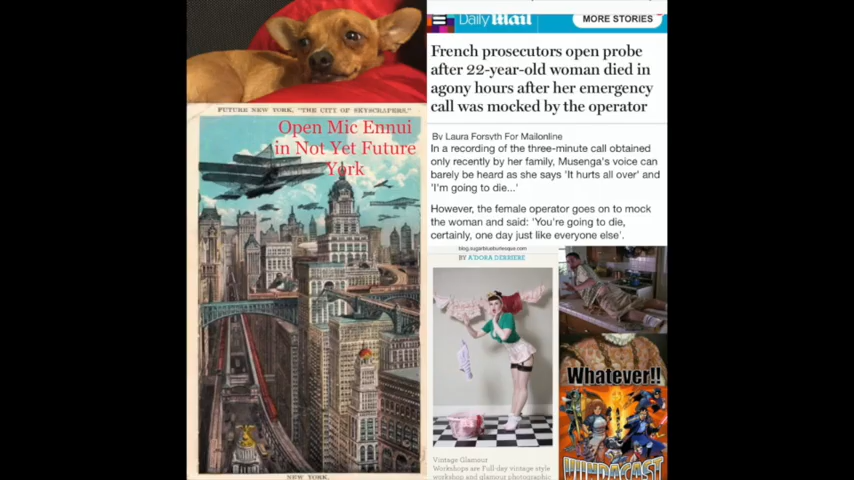 FUTURE NEW YORK, "THE CITY OF SKYSCRAPERS."
Open Mic Ennui
in Not Yet Future
York
NEW YORK.
Daily Mail
MORE STORIES
French prosecutors open probe
after 22-year-old woman died in
agony hours after her emergency
call was mocked by the operator
By Laura Forsyth For Mailonline
In a recording of the three-minute call obtained
only recently by her family, Musenga's voice can
barely be heard as she says 'It hurts all over' and
'I'm going to die...'
However, the female operator goes on to mock
the woman and said: 'You're going to die,
certainly, one day just like everyone else'.
blog.sugarblueburlesque.com
BY A'DORA DERRIERE
Vintage Glamour
Workshops are Full-day vintage style
workshop and glamour photographic
Whatever!!
VUNDACAST